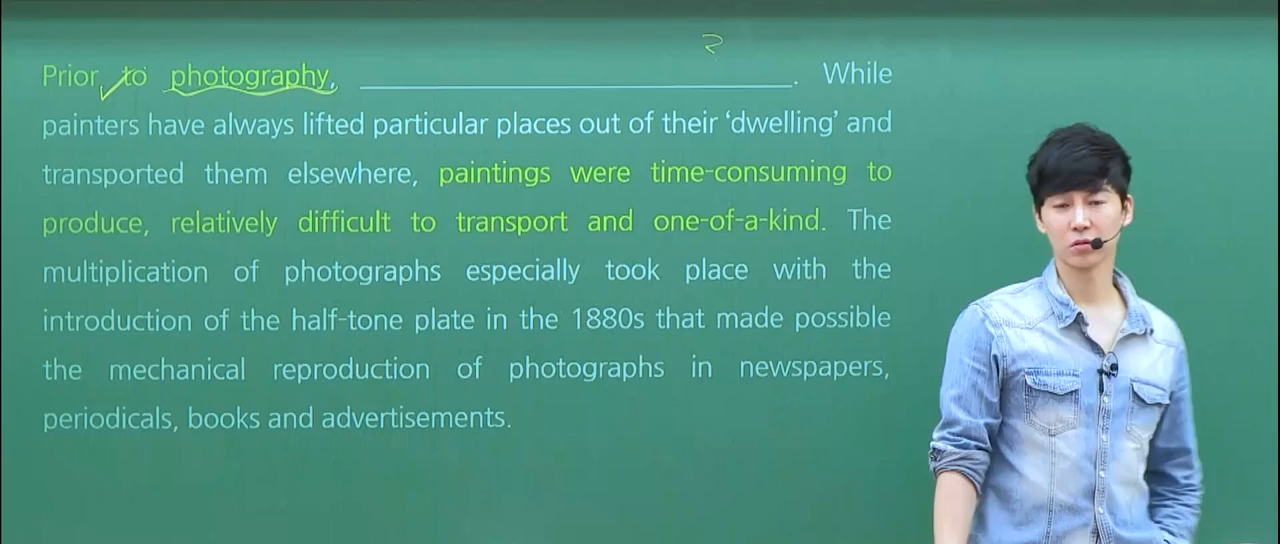 ?
Prior to photography, ______________________. While
painters have always lifted particular places out of their ‘dwelling’ and
transported them elsewhere, paintings were time-consuming to
produce, relatively difficult to transport and one-of-a-kind. The
multiplication of photographs especially took place with the
introduction of the half-tone plate in the 1880s that made possible
the mechanical reproduction of photographs in newspapers,
periodicals, books and advertisements.